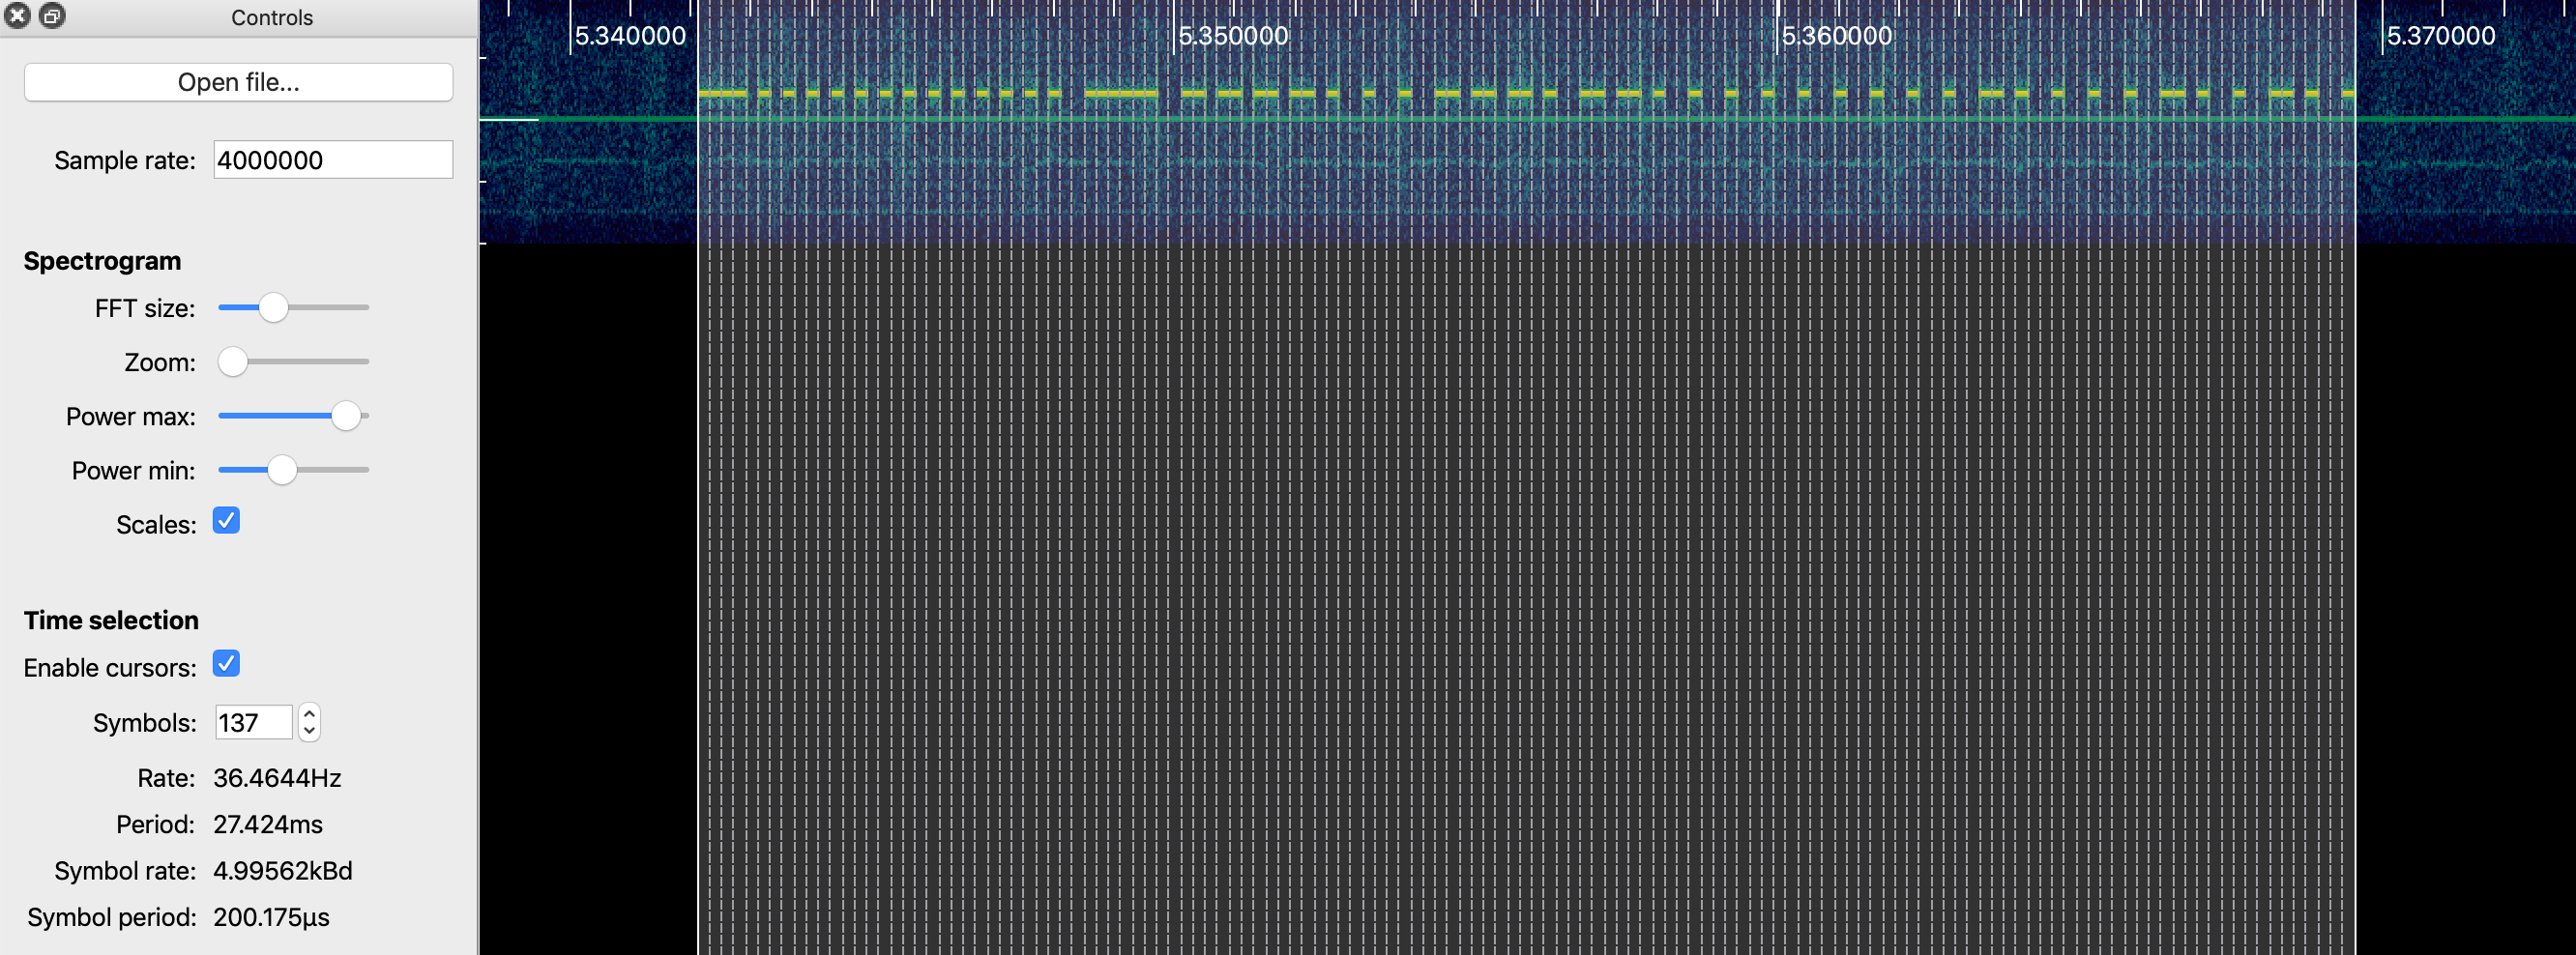 Controls
Open file...
Sample rate: 4000000
Spectrogram
FFT size:
Zoom:
Power max:
Power min:
Scales:
Time selection
Enable cursors:
Symbols: 137
Rate: 36.4644Hz
Period: 27.424ms
Symbol rate: 4.99562kBd
Symbol period: 200.175µs
5.340000 5.350000 5.360000 5.370000